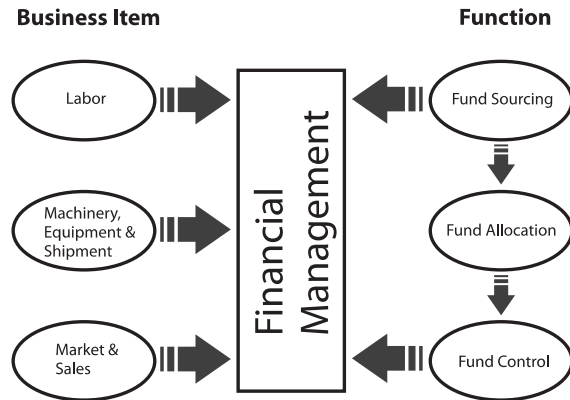 Business Item
Function
Labor
Fund Sourcing
Machinery,
Equipment &
Shipment
Financial
Management
Fund Allocation
Market &
Sales
Fund Control